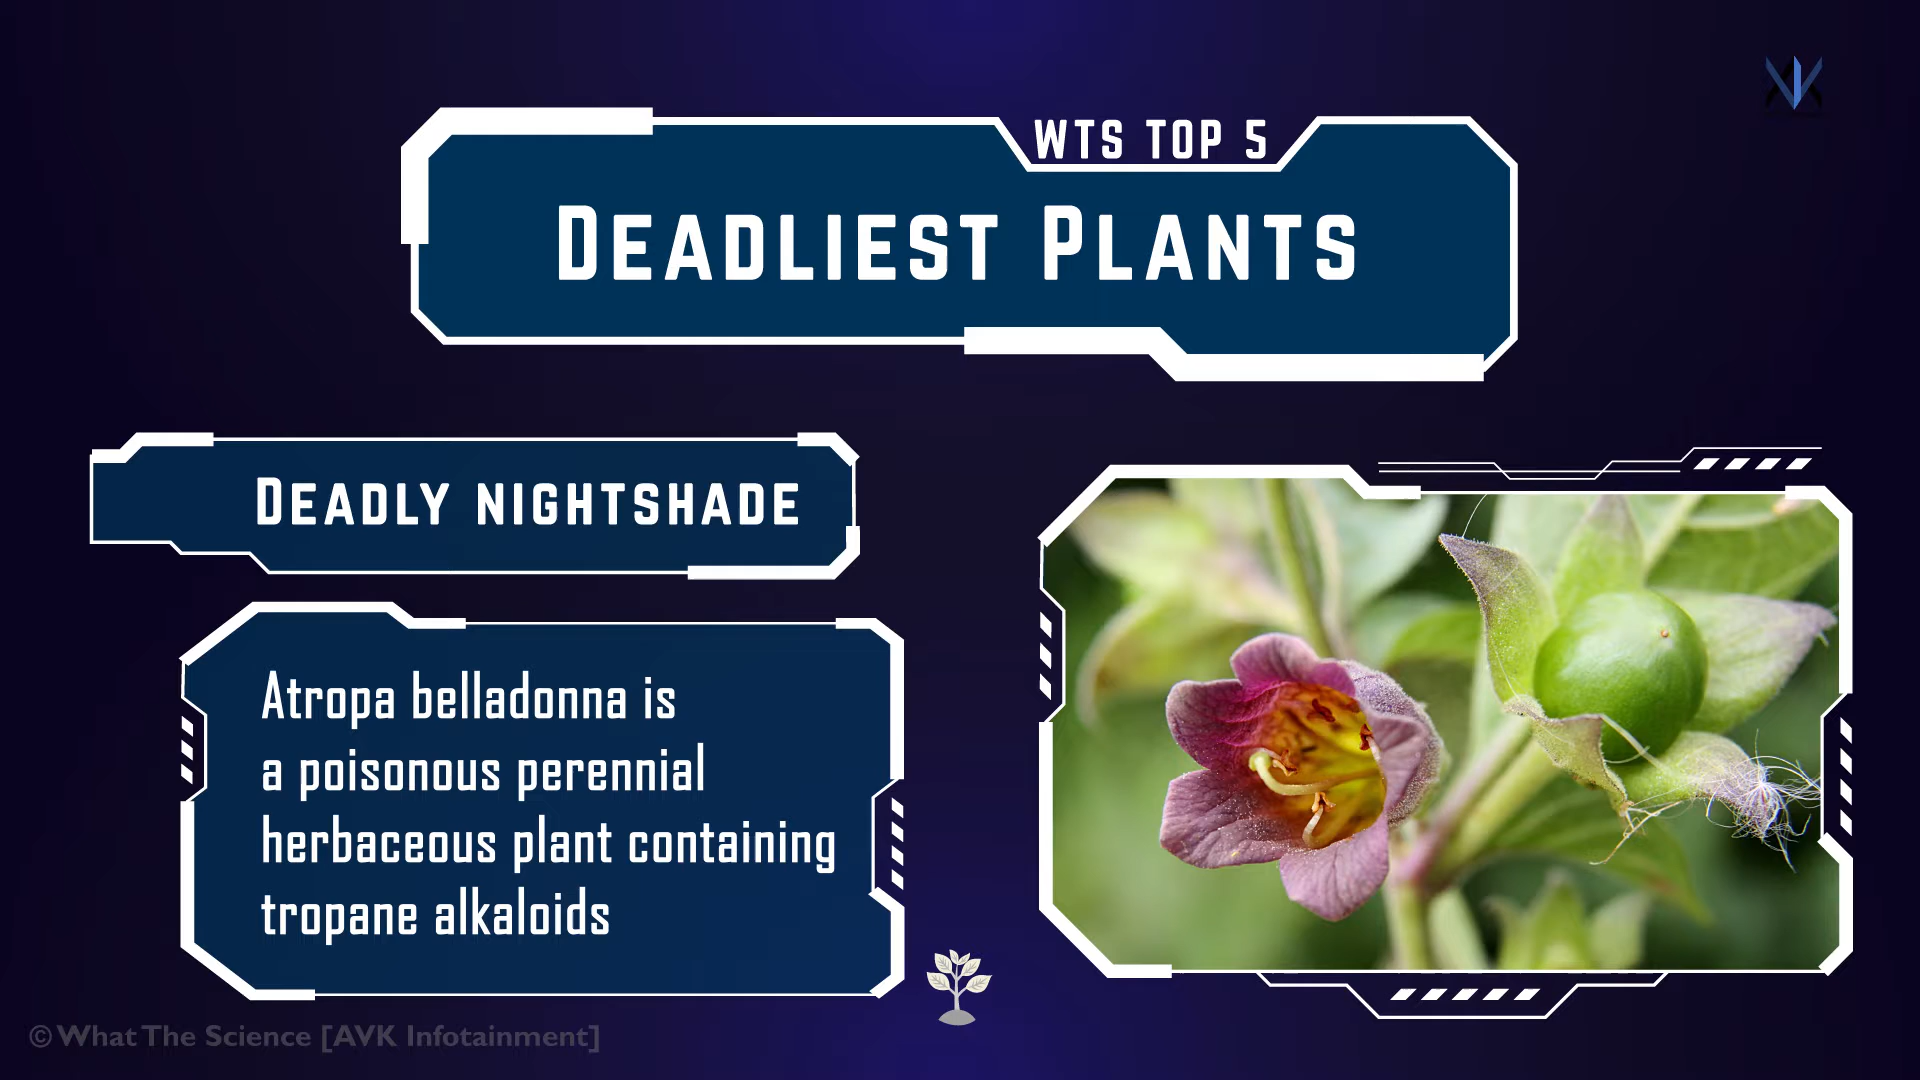 WTS TOP 5
DEADLIEST PLANTS
DEADLY NIGHTSHADE
Atropa belladonna is
a poisonous perennial
herbaceous plant containing
tropane alkaloids
©What The Science [AVK Infotainment]